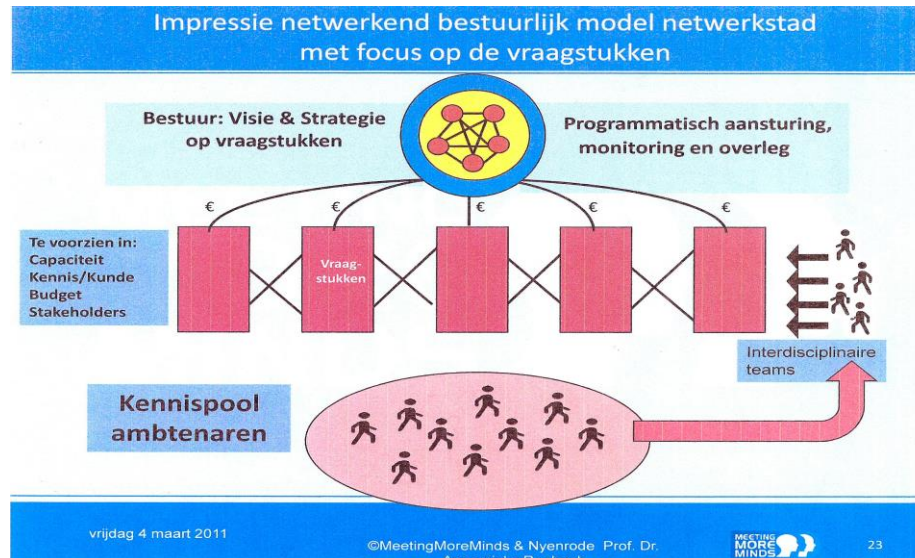 Impressie netwerkend bestuurlijk model netwerkstad
met focus op de vraagstukken
Bestuur: Visie & Strategie
op vraagstukken
Programmatisch aansturing,
monitoring en overleg
€ € € € €
Te voorzien in:
Capaciteit
Kennis/Kunde
Budget
Stakeholders
Vraag-
stukken
Interdisciplinaire
teams
Kennispool
ambtenaren
vrijdag 4 maart 2011
©MeetingMoreMinds & Nyenrode Prof. Dr.
MEETING
MORE
MINDS
23